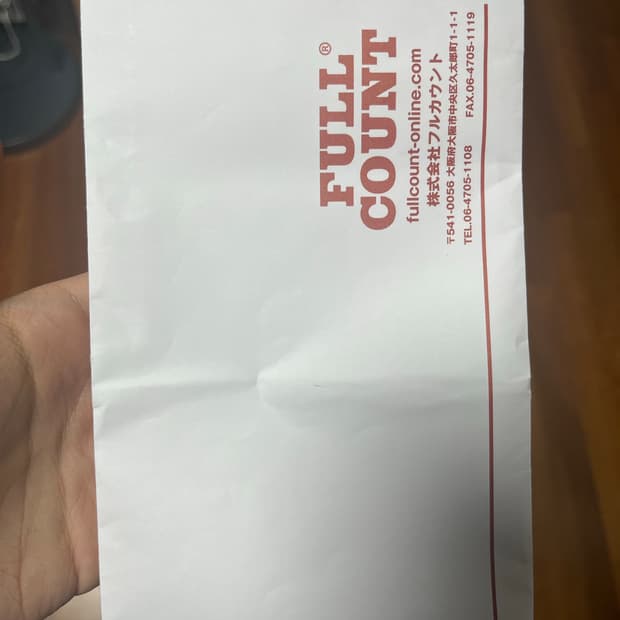 FULL®
COUNT
fullcount-online.com
株式会社フルカウント
〒541-0056 大阪府大阪市中央区久太郎町1-1-1
TEL.06-4705-1108 FAX.06-4705-1119